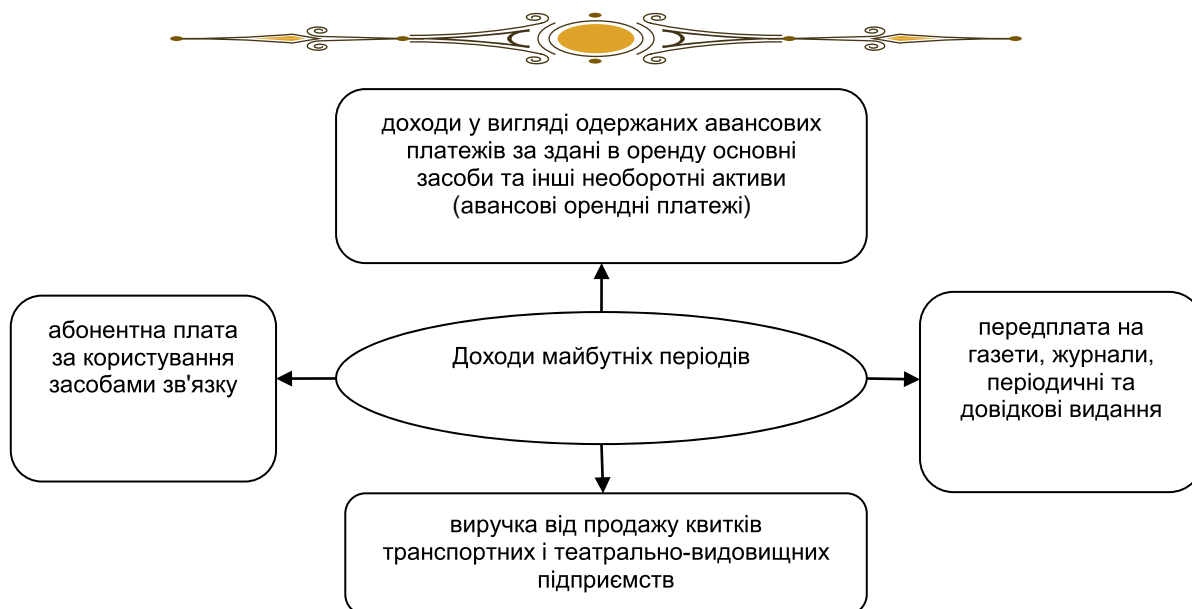 доходи у вигляді одержаних авансових
платежів за здані в оренду основні
засоби та інші необоротні активи
(авансові орендні платежі)
абонентна плата
за користування
засобами зв'язку
Доходи майбутніх періодів
передплата на
газети, журнали,
періодичні та
довідкові видання
виручка від продажу квитків
транспортних і театрально-видовищних
підприємств